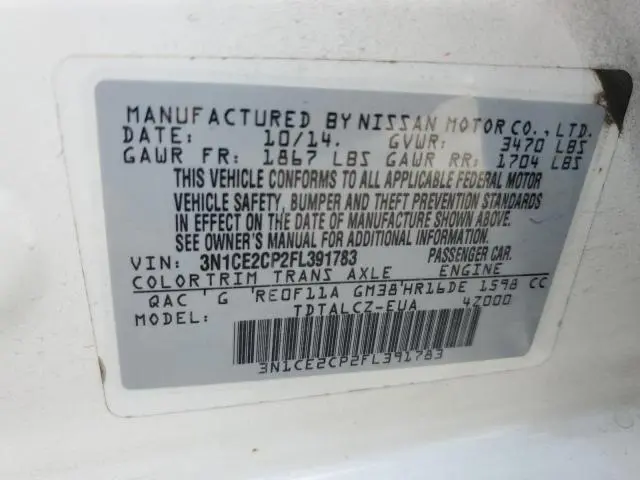 MANUFACTURED BY NISSAN MOTOR CO., LTD.
DATE: 10/14. GVWR: 3470 LBS
GAWR FR: 1867 LBS GAWR RR: 1704 LBS
THIS VEHICLE CONFORMS TO ALL APPLICABLE FEDERAL MOTOR
VEHICLE SAFETY, BUMPER AND THEFT PREVENTION STANDARDS
IN EFFECT ON THE DATE OF MANUFACTURE SHOWN ABOVE.
SEE OWNER'S MANUAL FOR ADDITIONAL INFORMATION.
VIN: 3N1CE2CP2FL391783 PASSENGER CAR.
COLOR TRIM TRANS AXLE ENGINE
QAC ' G 'RE0F11A GM38'HR16DE 1598 CC
MODEL: TDTALCZ-EUA 42000
3N1CE2CP2FL391783